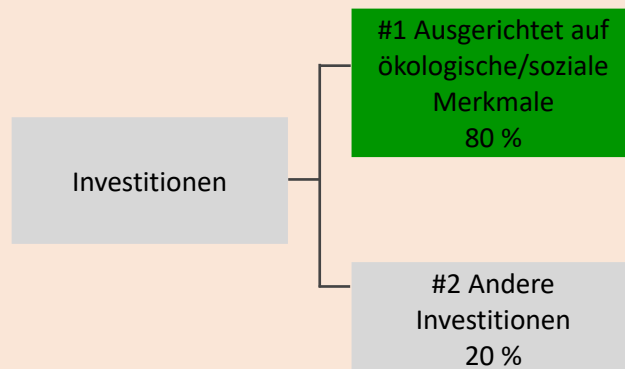 #1 Ausgerichtet auf
ökologische/soziale
Merkmale
80 %
Investitionen
#2 Andere
Investitionen
20 %